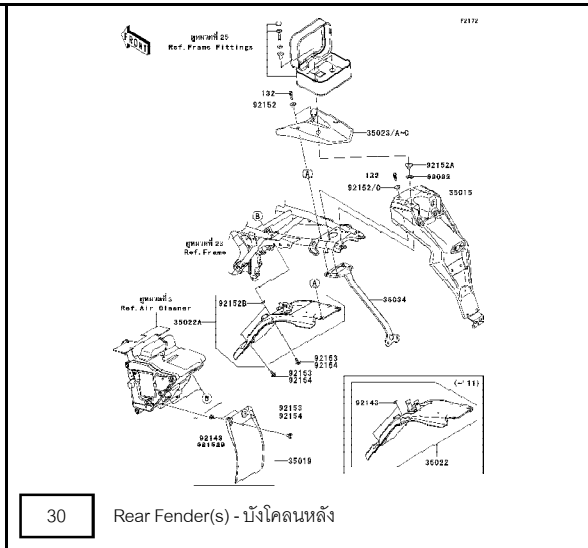 F2172
FRONT
ดูหมวดที่ 25
Ref.Frame Fittings
132
92152
35023/A~C
92152A
132
92152/C
35015
B
A
ดูหมวดที่ 23
Ref.Frame
A
35034
ดูหมวดที่ 5
Ref.Air Cleaner
92152B
35022A
92153
92154
92153
92154
(~'11)
92143
B
92153
92154
92143
35019
35022
30 Rear Fender(s) - บังโคลนหลัง